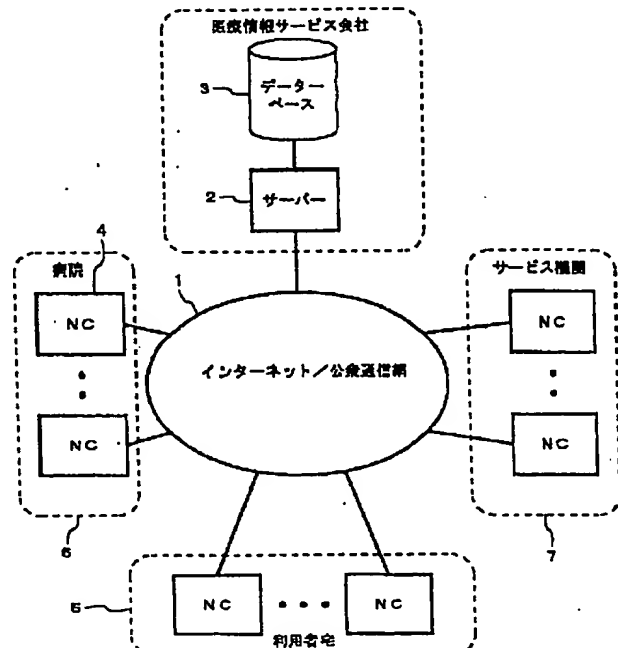 医療情報サービス会社
3
データー
ベース
2
サーバー
4
病院
1
サービス機関
NC
NC
インターネット／公衆通信網
NC
NC
6
7
5
NC
NC
利用者宅